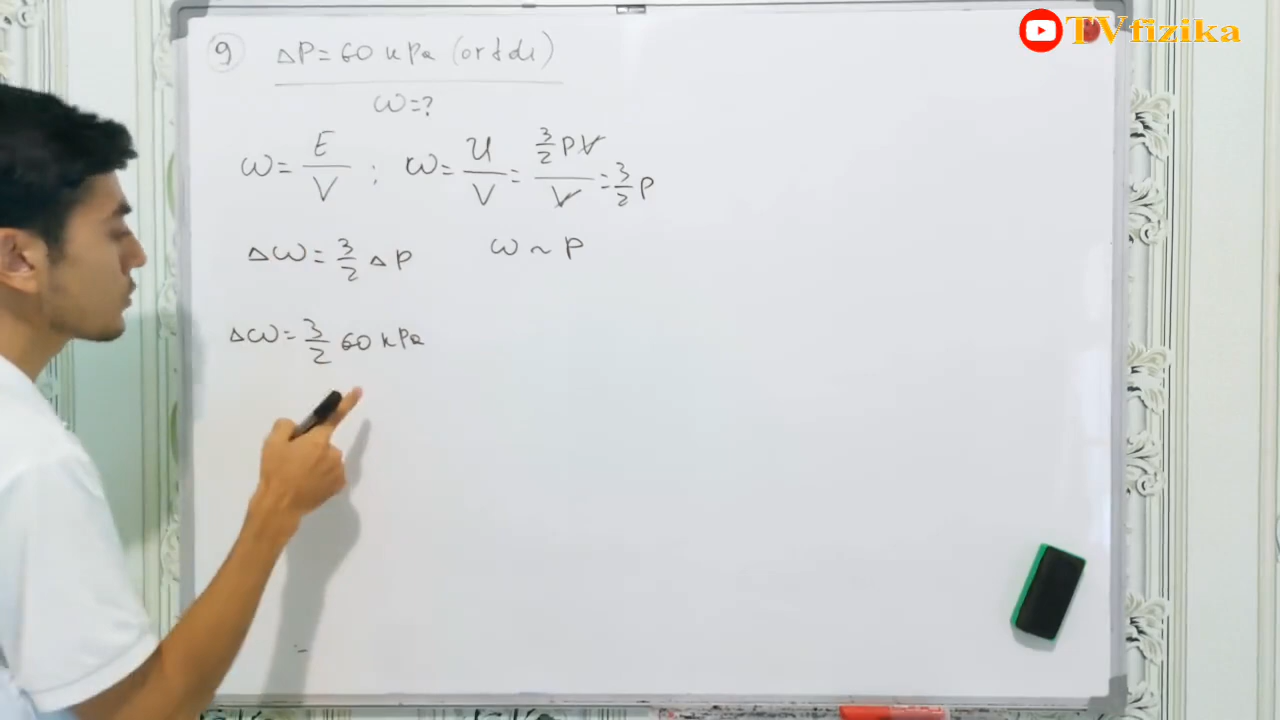 TVfizika
9 ΔP=60 kPa (ortdi)
ω=?
ω=E/V ; ω=U/V=(3/2 PV)/V=3/2 P
Δω=3/2 ΔP ω~P
Δω=3/2 60 kPa